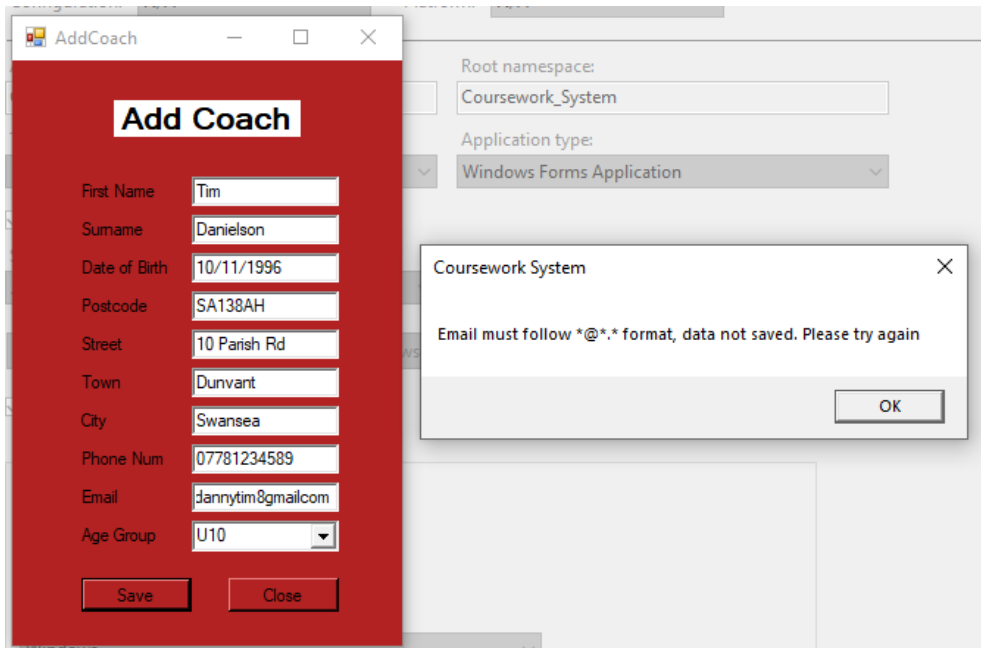 AddCoach
Add Coach
First Name Tim
Surname Danielson
Date of Birth 10/11/1996
Postcode SA138AH
Street 10 Parish Rd
Town Dunvant
City Swansea
Phone Num 07781234589
Email dannytim8gmailcom
Age Group U10
Save Close
Root namespace:
Coursework_System
Application type:
Windows Forms Application
Coursework System
Email must follow *@*.* format, data not saved. Please try again
OK